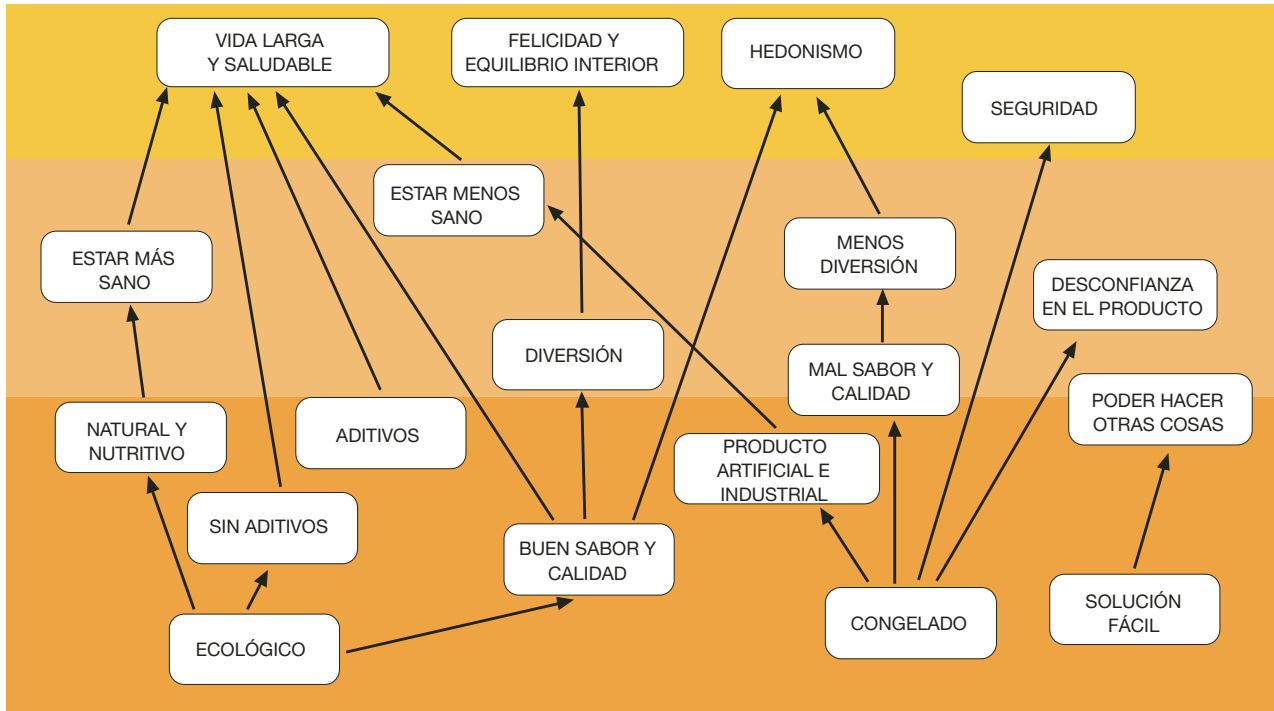 VIDA LARGA
Y SALUDABLE
FELICIDAD Y
EQUILIBRIO INTERIOR
HEDONISMO
SEGURIDAD
ESTAR MENOS
SANO
ESTAR MÁS
SANO
MENOS
DIVERSIÓN
DESCONFIANZA
EN EL PRODUCTO
DIVERSIÓN
MAL SABOR Y
CALIDAD
PODER HACER
OTRAS COSAS
NATURAL Y
NUTRITIVO
ADITIVOS
PRODUCTO
ARTIFICIAL E
INDUSTRIAL
SIN ADITIVOS
BUEN SABOR Y
CALIDAD
ECOLÓGICO
CONGELADO
SOLUCIÓN
FÁCIL